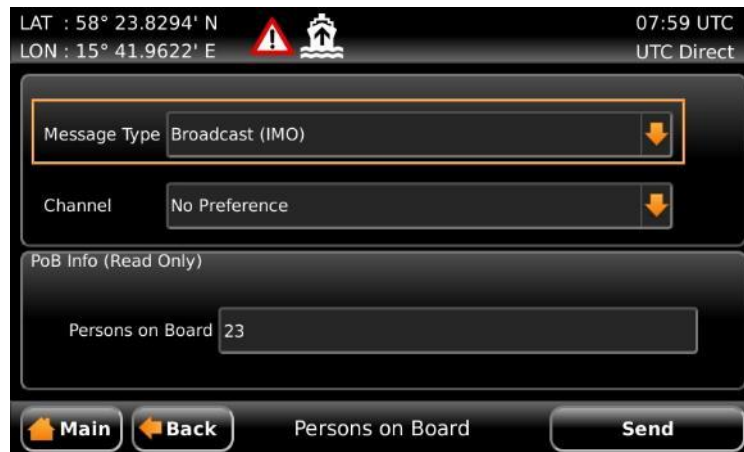 LAT : 58° 23.8294' N
LON : 15° 41.9622' E
07:59 UTC
UTC Direct
Message Type Broadcast (IMO)
Channel No Preference
PoB Info (Read Only)
Persons on Board 23
Main Back Persons on Board Send